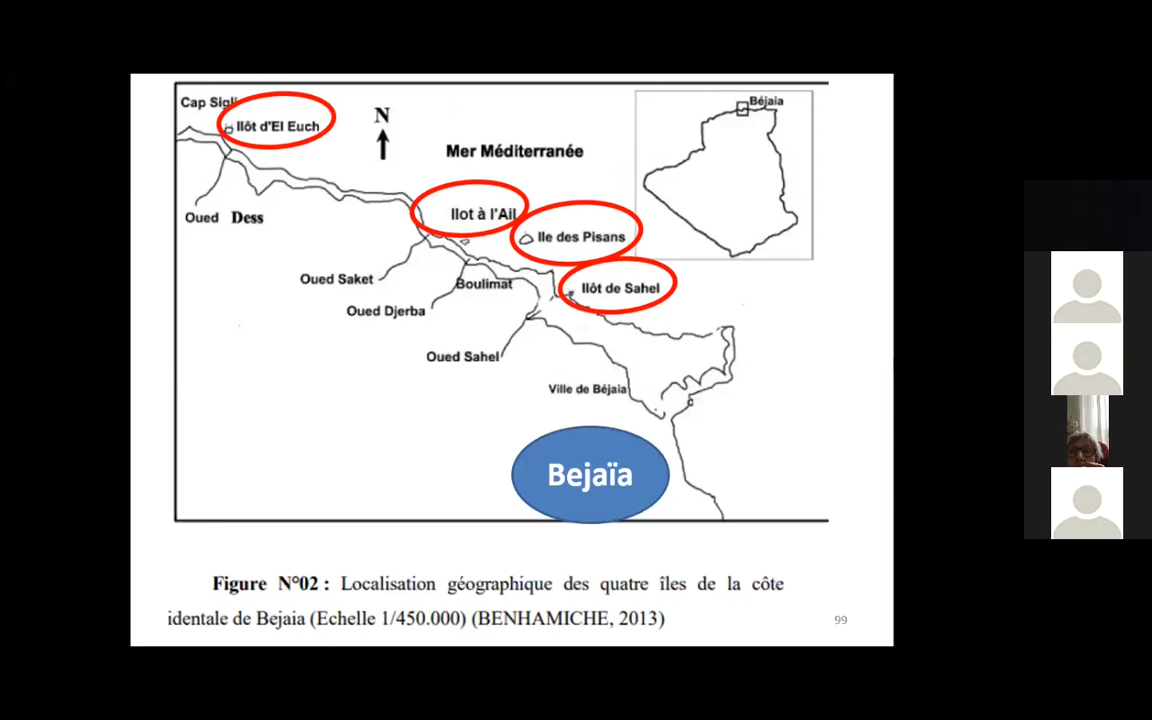 Cap Sigli
Ilôt d'El Euch
N
Béjaia
Mer Méditerranée
Oued Dess
Ilot à l'Ail
Ile des Pisans
Oued Saket
Boulimat
Ilôt de Sahel
Oued Djerba
Oued Sahel
Ville de Béjaia
Bejaïa
Figure N°02 : Localisation géographique des quatre îles de la côte
identale de Bejaia (Echelle 1/450.000) (BENHAMICHE, 2013)
99